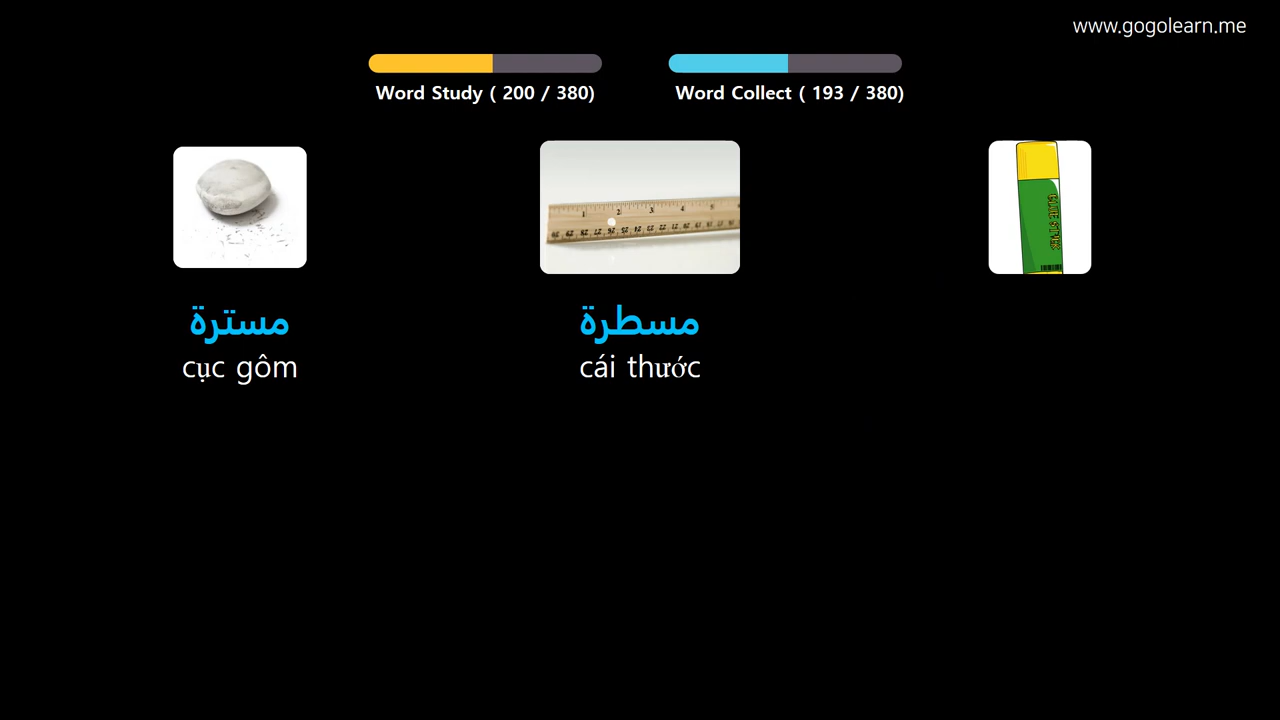 www.gogolearn.me
Word Study ( 200 / 380)
Word Collect ( 193 / 380)
مسترة
cục gôm
مسطرة
cái thước